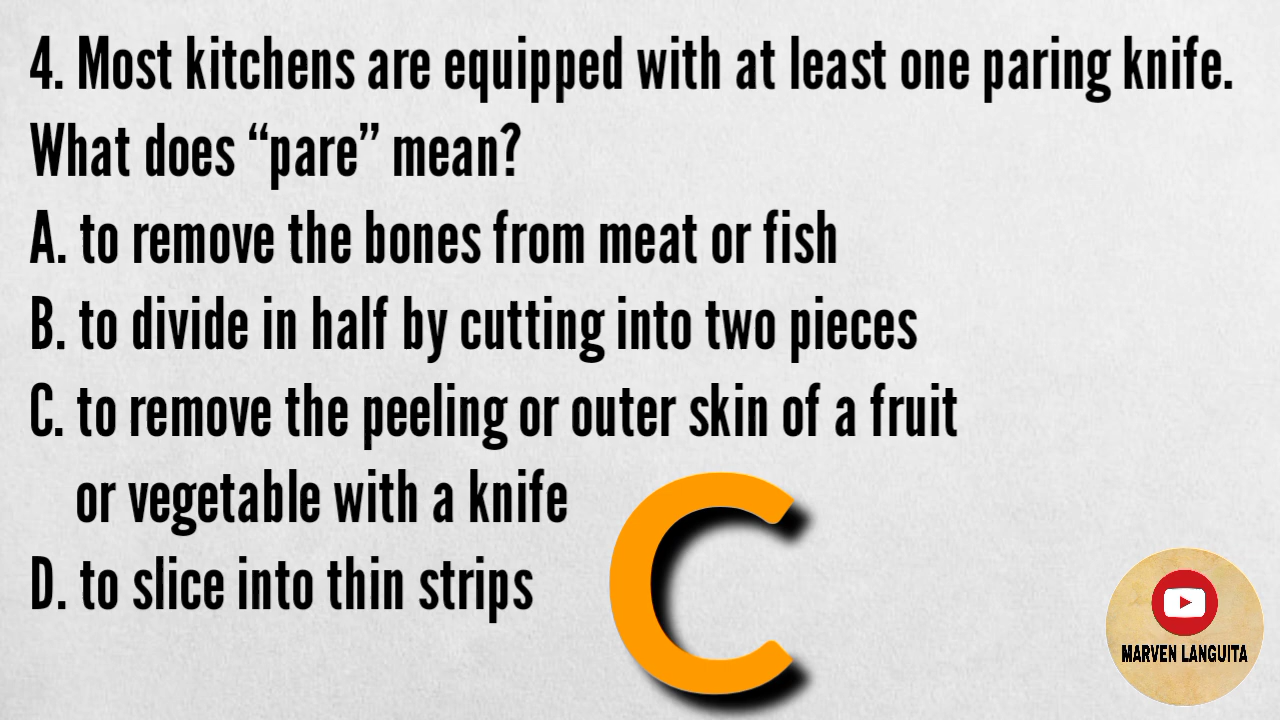 4. Most kitchens are equipped with at least one paring knife.
What does “pare” mean?
A. to remove the bones from meat or fish
B. to divide in half by cutting into two pieces
C. to remove the peeling or outer skin of a fruit
or vegetable with a knife
D. to slice into thin strips
C
MARVEN LANGUITA